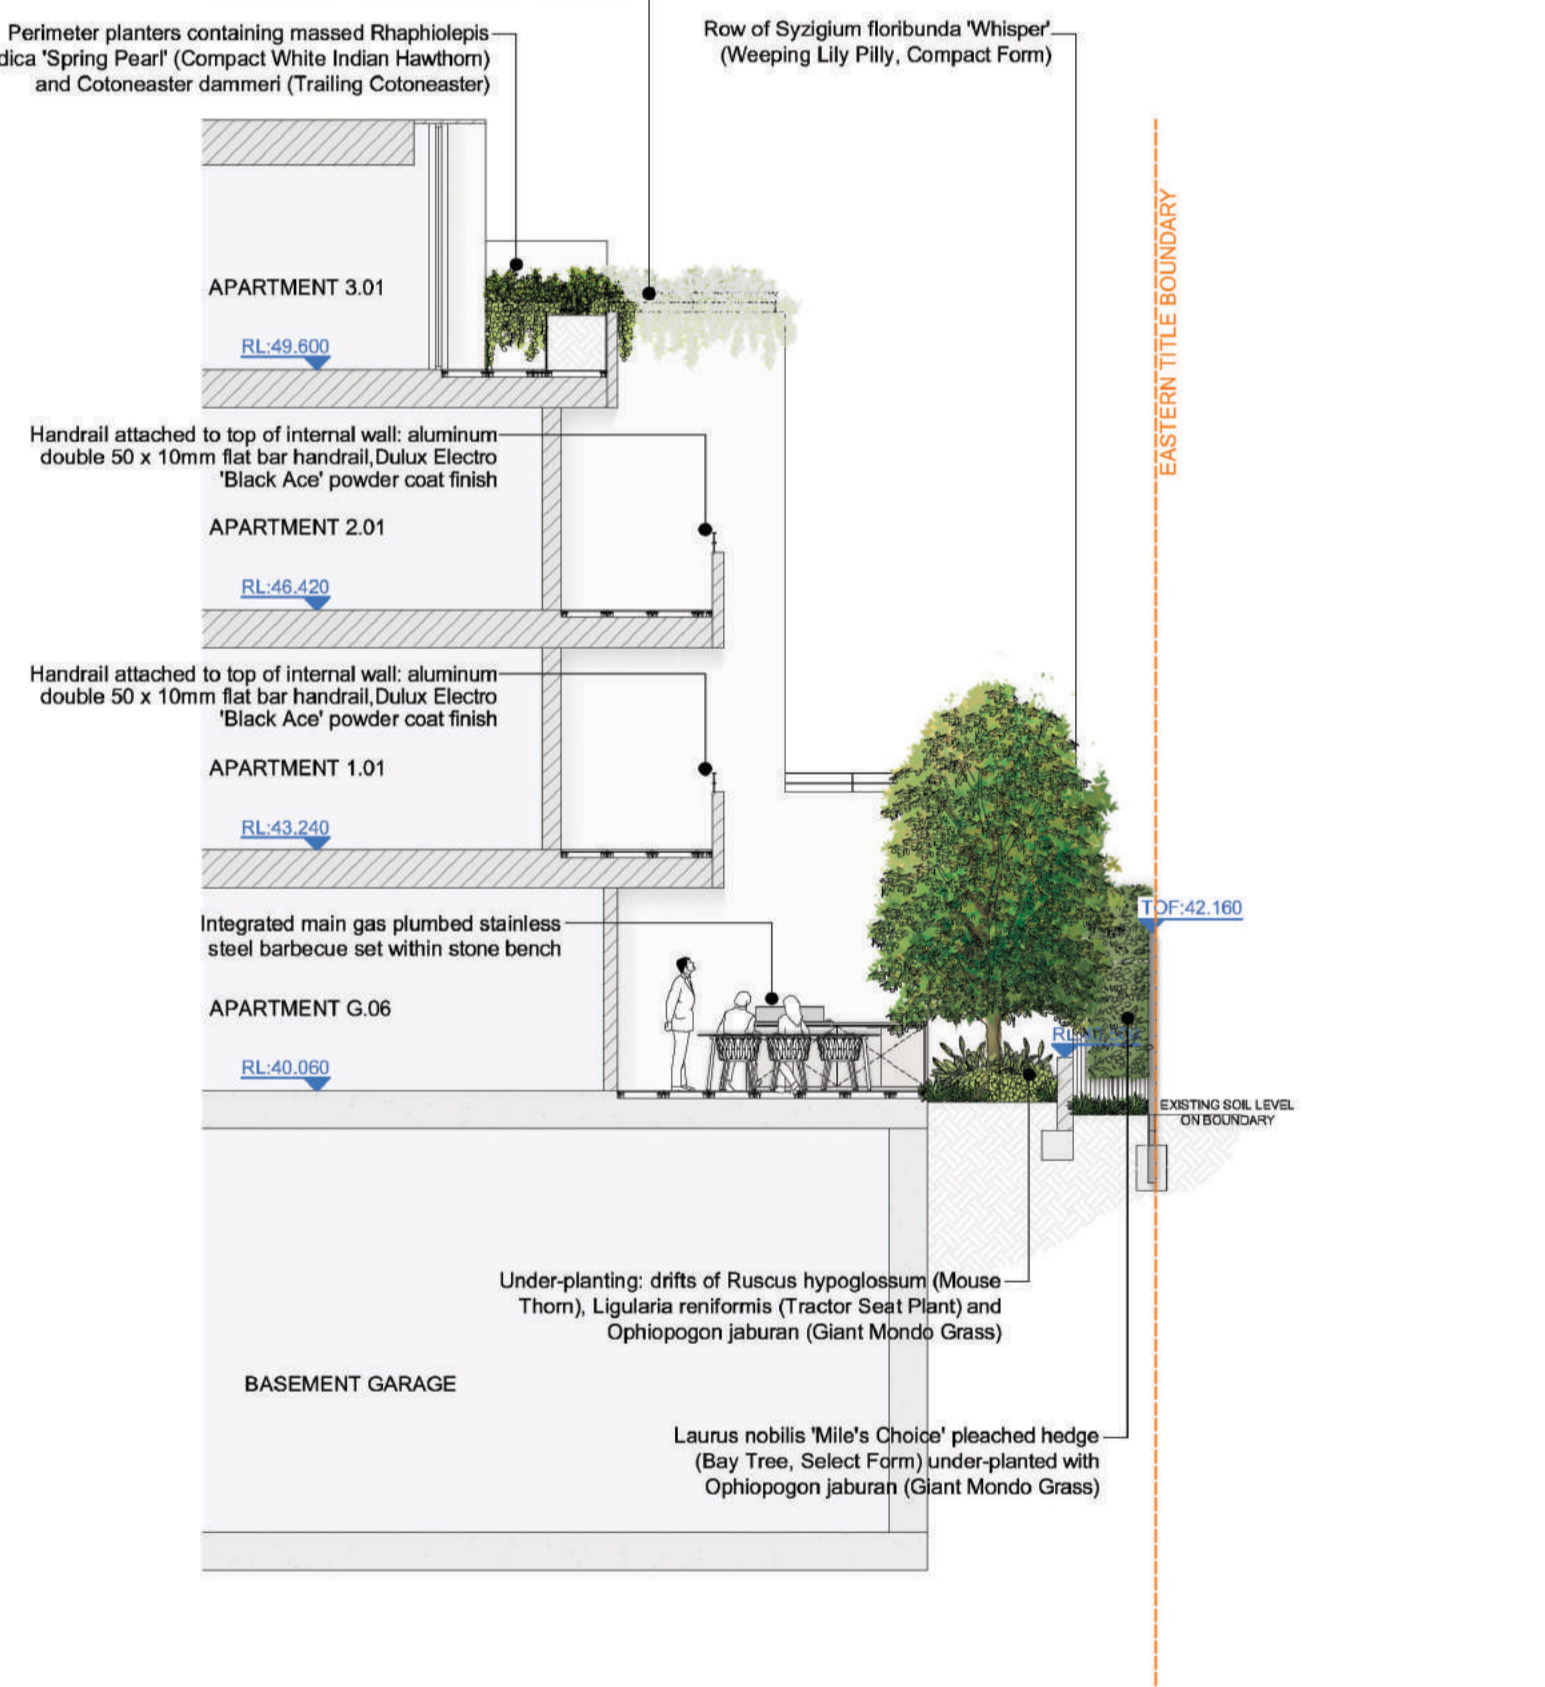 Perimeter planters containing massed Rhaphiolepis
dica 'Spring Pearl' (Compact White Indian Hawthorn)
and Cotoneaster dammeri (Trailing Cotoneaster)
Row of Syzigium floribunda 'Whisper'
(Weeping Lily Pilly, Compact Form)
EASTERN TITLE BOUNDARY
APARTMENT 3.01
RL:49.600
Handrail attached to top of internal wall: aluminum
double 50 x 10mm flat bar handrail,Dulux Electro
'Black Ace' powder coat finish
APARTMENT 2.01
RL:46.420
Handrail attached to top of internal wall: aluminum
double 50 x 10mm flat bar handrail,Dulux Electro
'Black Ace' powder coat finish
APARTMENT 1.01
RL:43.240
TOF:42.160
Integrated main gas plumbed stainless
steel barbecue set within stone bench
APARTMENT G.06
RL:40.060
EXISTING SOIL LEVEL
ON BOUNDARY
Under-planting: drifts of Ruscus hypoglossum (Mouse
Thorn), Ligularia reniformis (Tractor Seat Plant) and
Ophiopogon jaburan (Giant Mondo Grass)
BASEMENT GARAGE
Laurus nobilis 'Mile's Choice' pleached hedge
(Bay Tree, Select Form) under-planted with
Ophiopogon jaburan (Giant Mondo Grass)